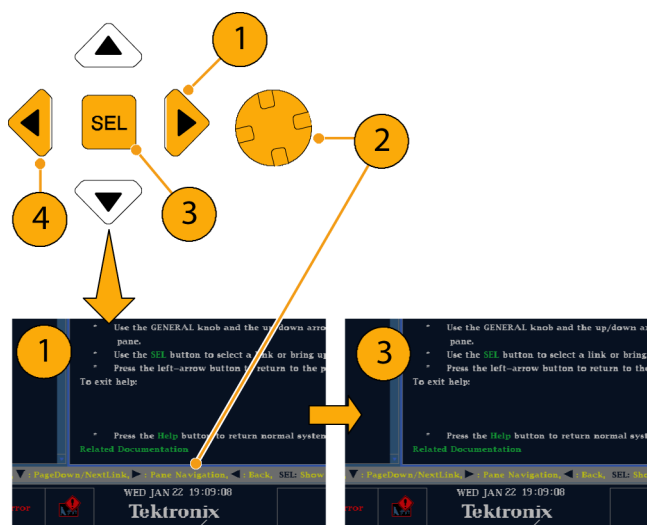 1
SEL
2
4
3
1
" Use the GENERAL knob and the up/down arro
pane.
" Use the SEL button to select a link or bring up
" Press the left-arrow button to return to the p
To exit help:
" Press the Help button to return normal system
Related Documentation
: PageDown/NextLink, : Pane Navigation, : Back, SEL: Show
rror
WED JAN 22 19:09:08
Tektronix
3
" Use the GENERAL knob and the up/down ar
pane.
" Use the SEL button to select a link or bring
" Press the left-arrow button to return to the
To exit help:
" Press the Help button to return normal syst
Related Documentation
: PageDown/NextLink, : Pane Navigation, : Back, SEL: Sho
rror
WED JAN 22 19:09:08
Tektronix